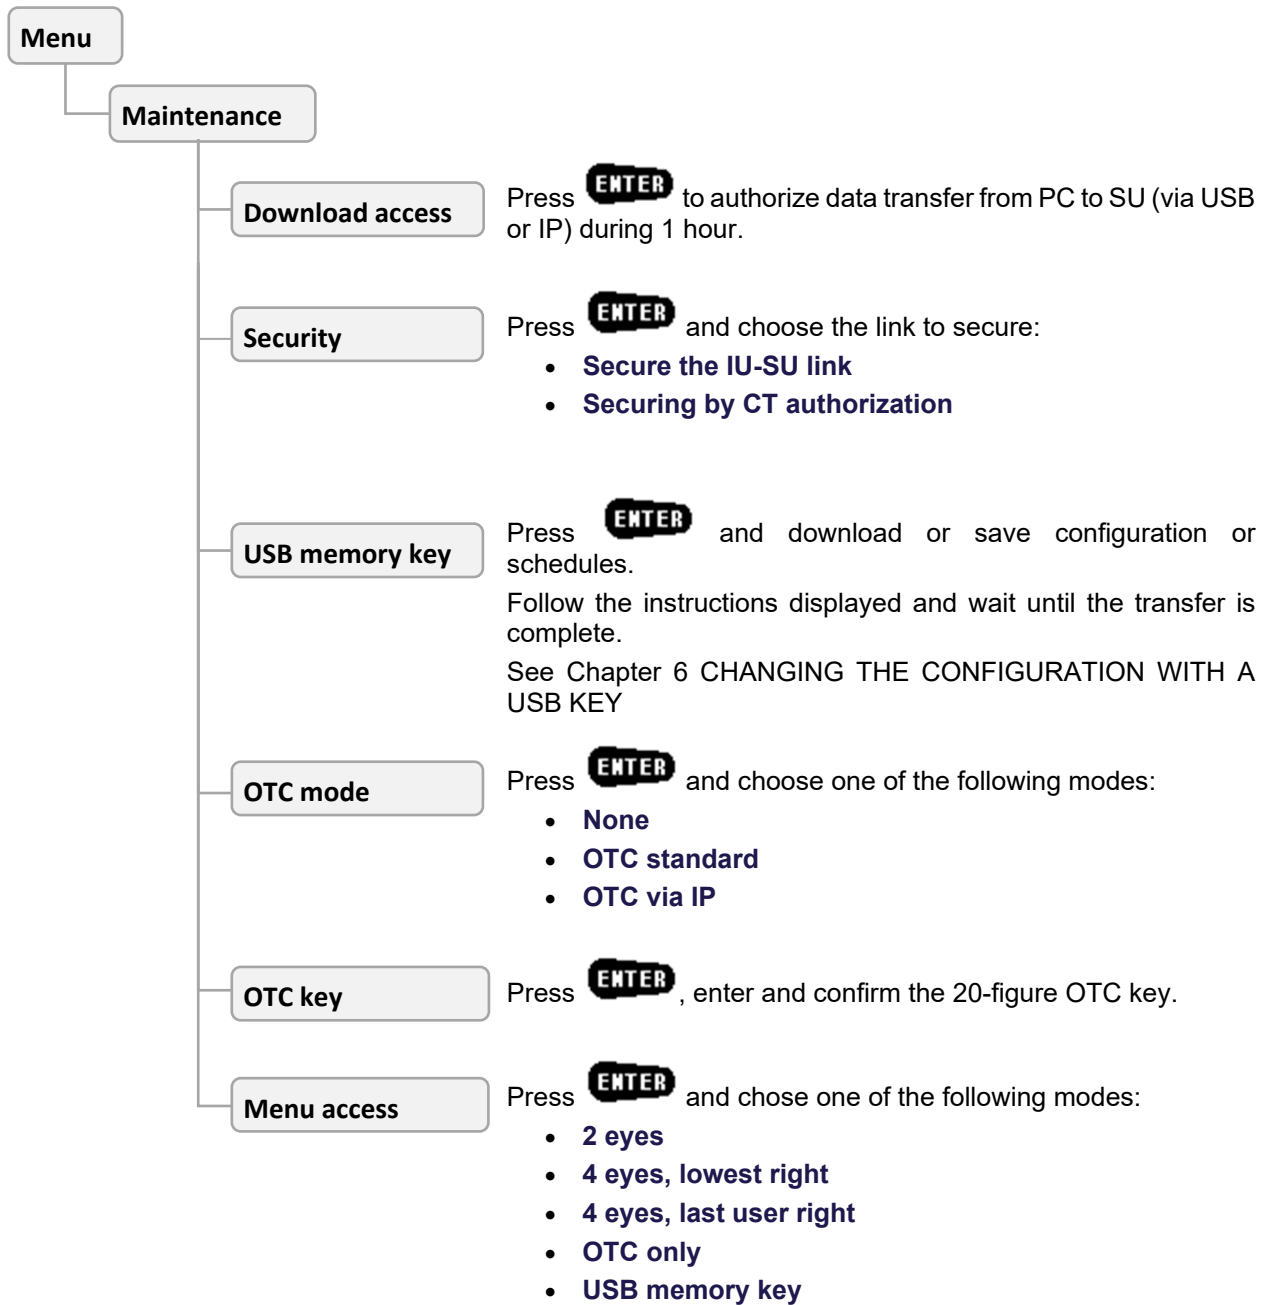 Menu
Maintenance
Download access
Press ENTER to authorize data transfer from PC to SU (via USB
or IP) during 1 hour.
Security
Press ENTER and choose the link to secure:
• Secure the IU-SU link
• Securing by CT authorization
USB memory key
Press ENTER and download or save configuration or
schedules.
Follow the instructions displayed and wait until the transfer is
complete.
See Chapter 6 CHANGING THE CONFIGURATION WITH A
USB KEY
OTC mode
Press ENTER and choose one of the following modes:
• None
• OTC standard
• OTC via IP
OTC key
Press ENTER, enter and confirm the 20-figure OTC key.
Menu access
Press ENTER and chose one of the following modes:
• 2 eyes
• 4 eyes, lowest right
• 4 eyes, last user right
• OTC only
• USB memory key